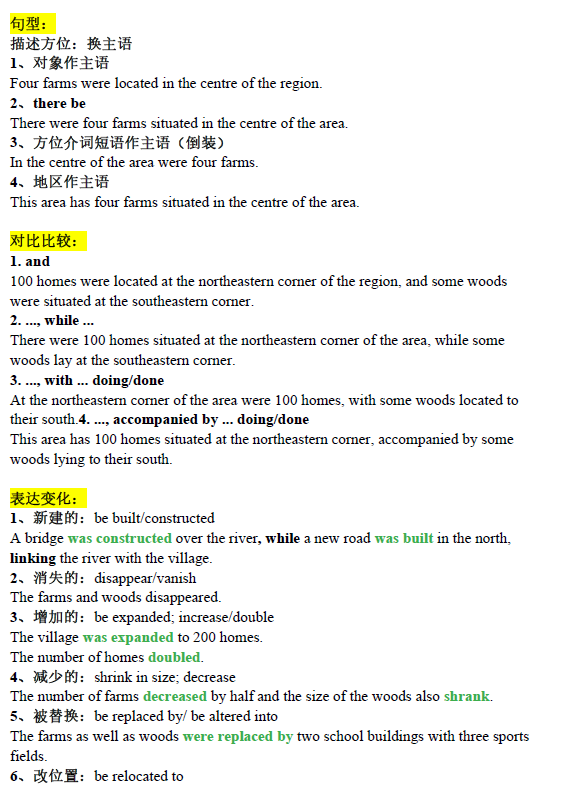 句型：
描述方位：换主语
1、对象作主语
Four farms were located in the centre of the region.
2、there be
There were four farms situated in the centre of the area.
3、方位介词短语作主语（倒装）
In the centre of the area were four farms.
4、地区作主语
This area has four farms situated in the centre of the area.
对比比较：
1. and
100 homes were located at the northeastern corner of the region, and some woods
were situated at the southeastern corner.
2. ..., while ...
There were 100 homes situated at the northeastern corner of the area, while some
woods lay at the southeastern corner.
3. ..., with ... doing/done
At the northeastern corner of the area were 100 homes, with some woods located to
their south.4. ..., accompanied by ... doing/done
This area has 100 homes situated at the northeastern corner, accompanied by some
woods lying to their south.
表达变化：
1、新建的：be built/constructed
A bridge was constructed over the river, while a new road was built in the north,
linking the river with the village.
2、消失的：disappear/vanish
The farms and woods disappeared.
3、增加的：be expanded; increase/double
The village was expanded to 200 homes.
The number of homes doubled.
4、减少的：shrink in size; decrease
The number of farms decreased by half and the size of the woods also shrank.
5、被替换：be replaced by/ be altered into
The farms as well as woods were replaced by two school buildings with three sports
fields.
6、改位置：be relocated to